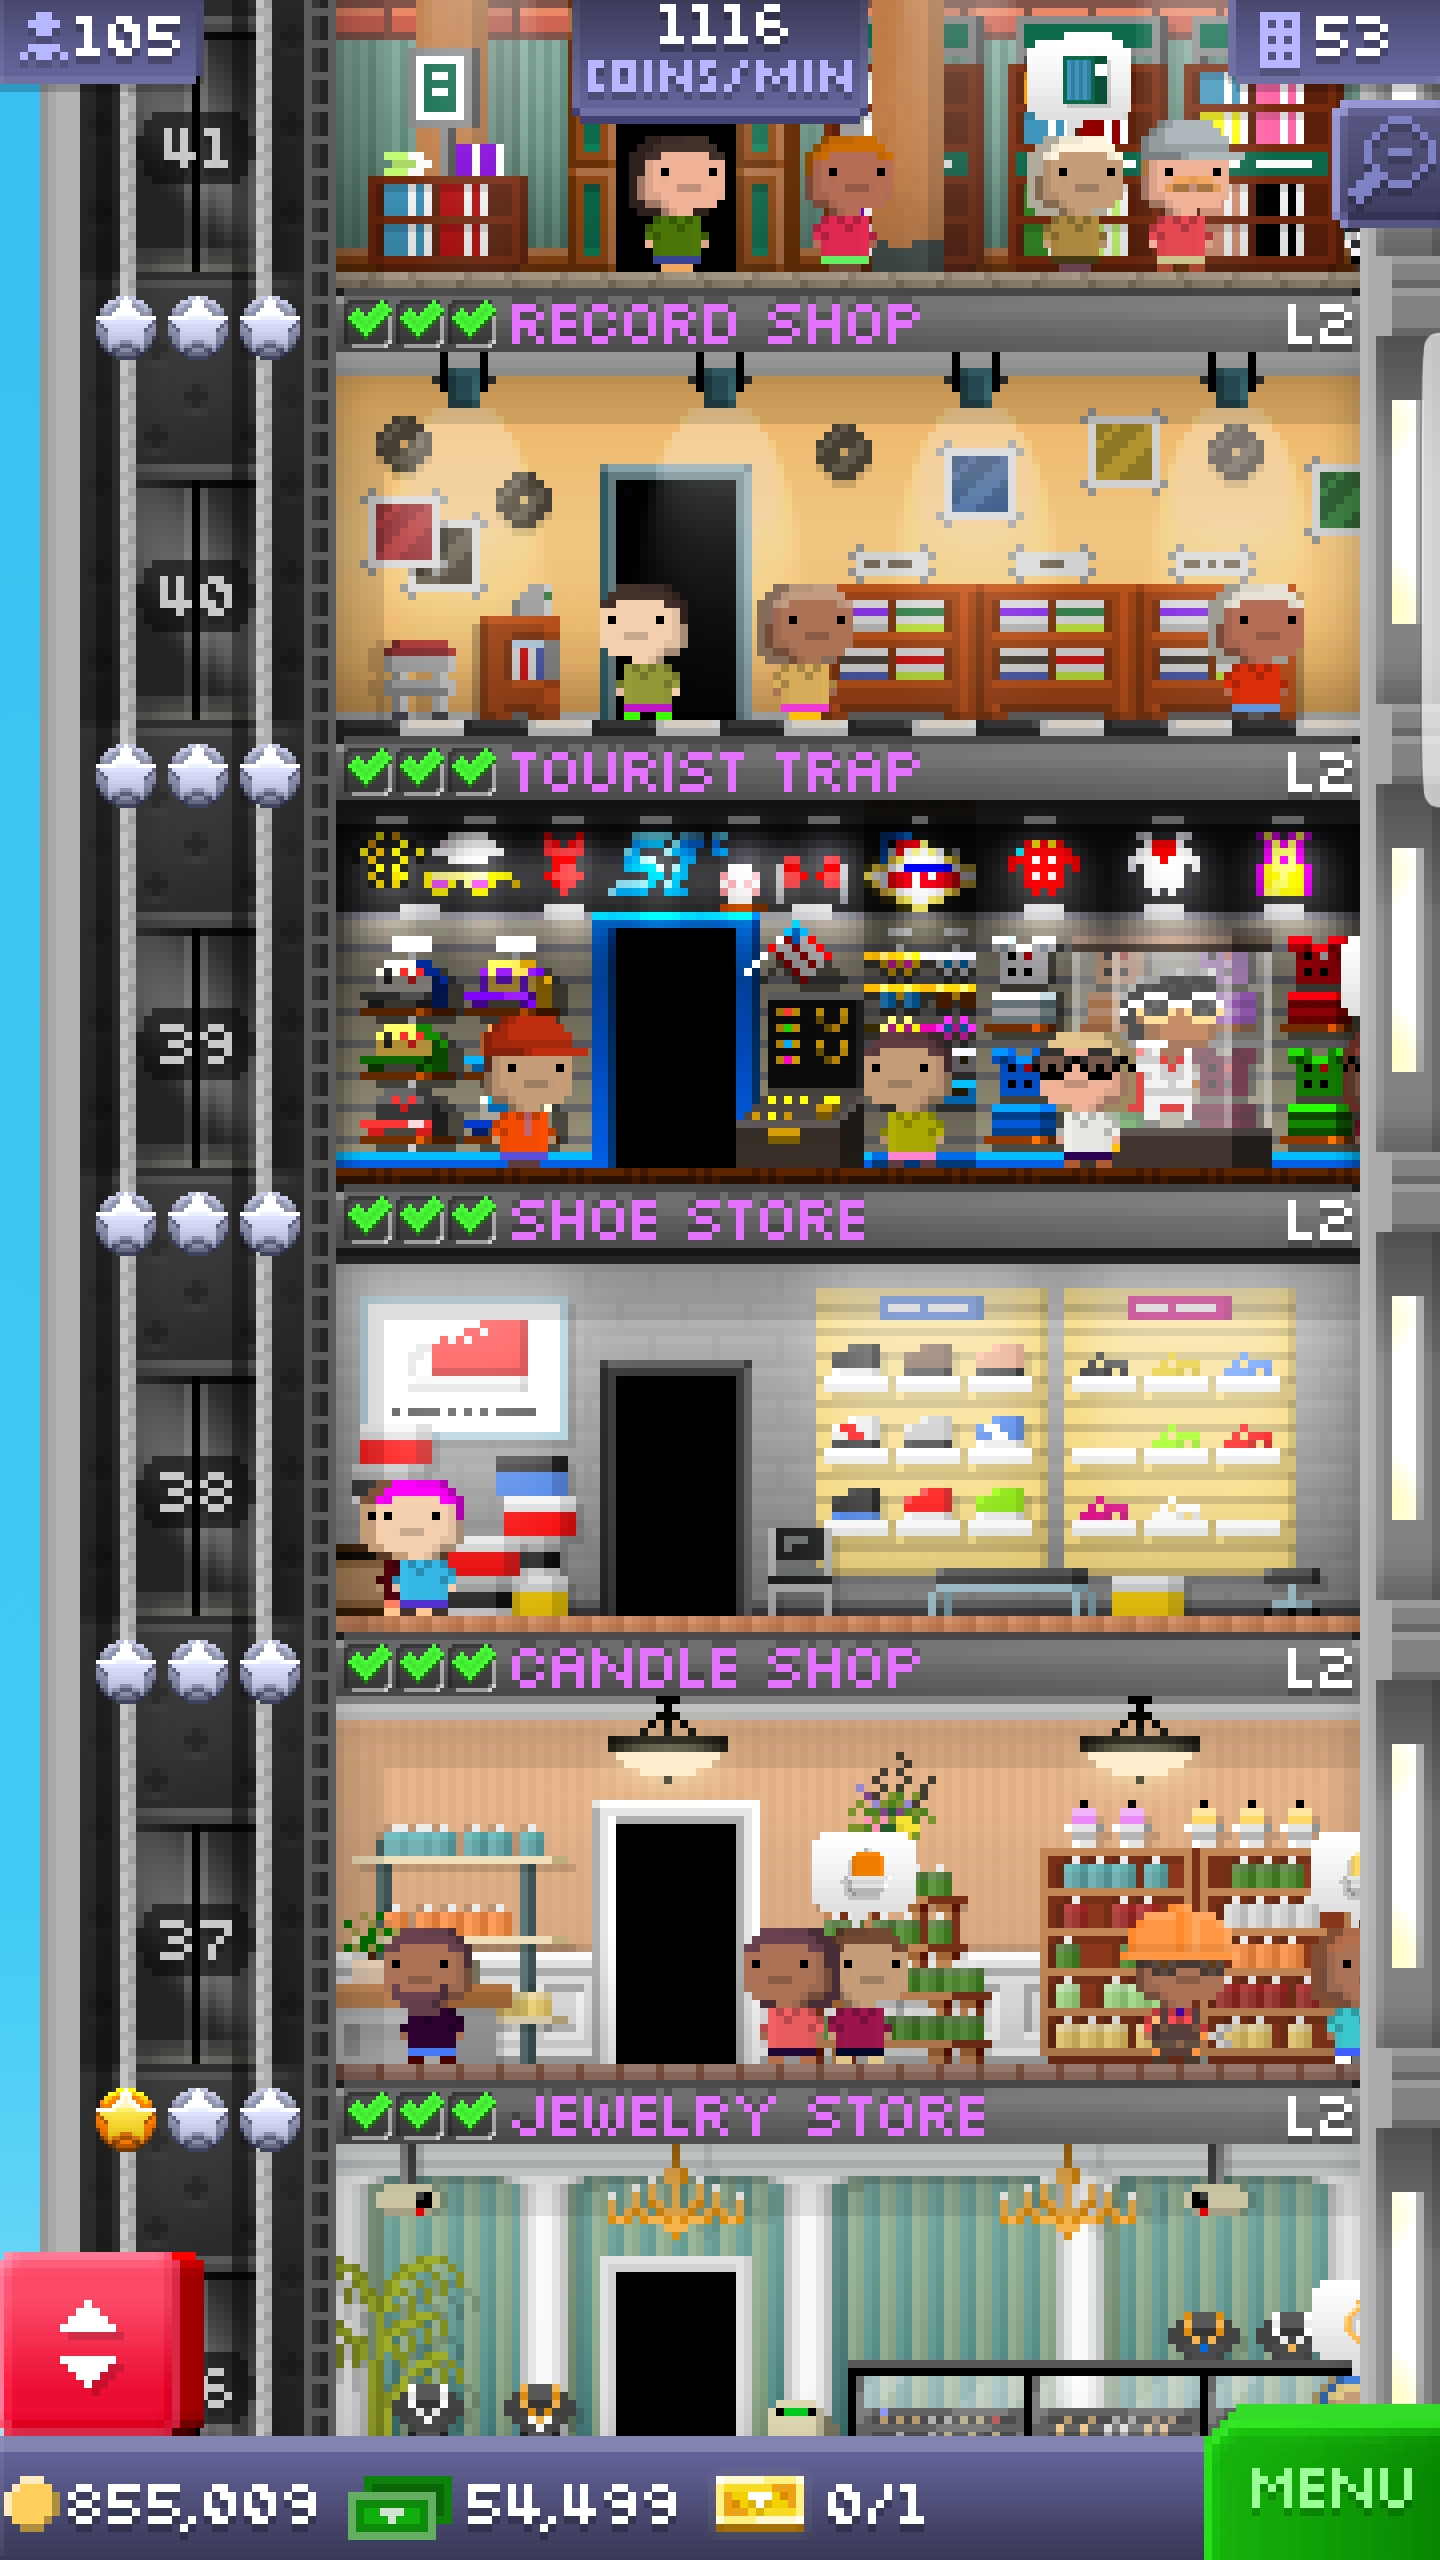 105
1116
COINS/MIN
53
41
RECORD SHOP L2
40
TOURIST TRAP L2
39
SHOE STORE L2
38
CANDLE SHOP L2
37
JEWELRY STORE L2
6
855,009 54,499 0/1
MENU